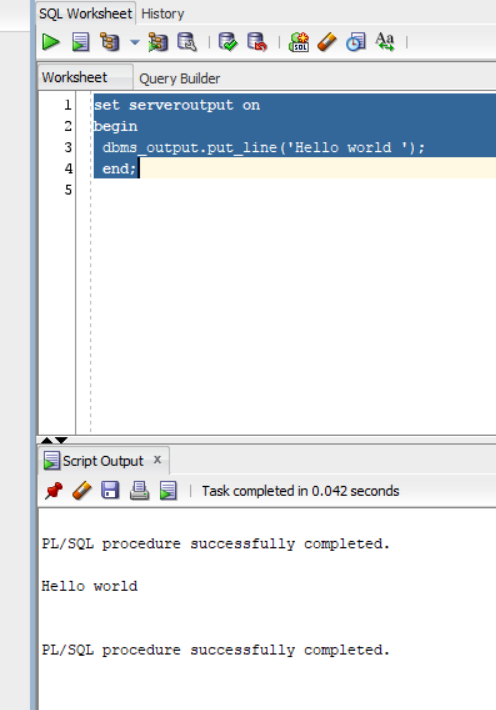 SQL Worksheet History
Aa
SQL
Worksheet Query Builder
1 set serveroutput on
2 begin
3 dbms_output.put_line('Hello world ');
4 end;
5
Script Output x
Task completed in 0.042 seconds
PL/SQL procedure successfully completed.
Hello world
PL/SQL procedure successfully completed.